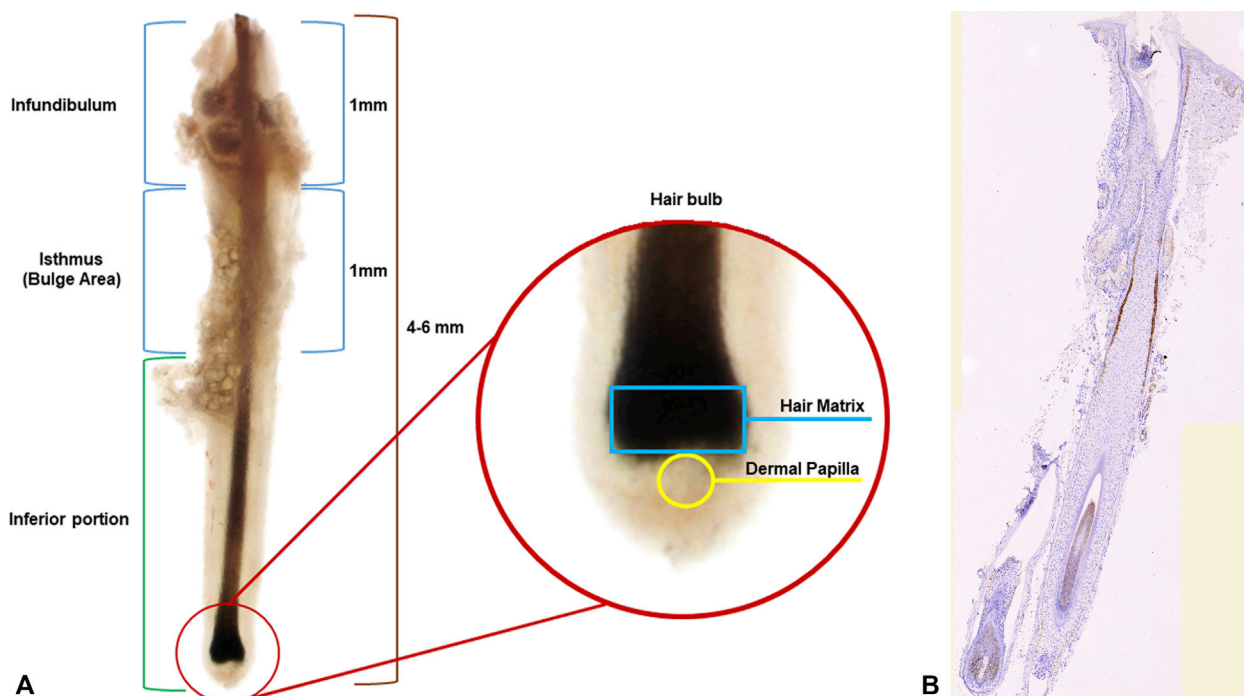 Infundibulum
1mm
Isthmus
(Bulge Area)
1mm
4-6 mm
Inferior portion
Hair bulb
Hair Matrix
Dermal Papilla
A
B